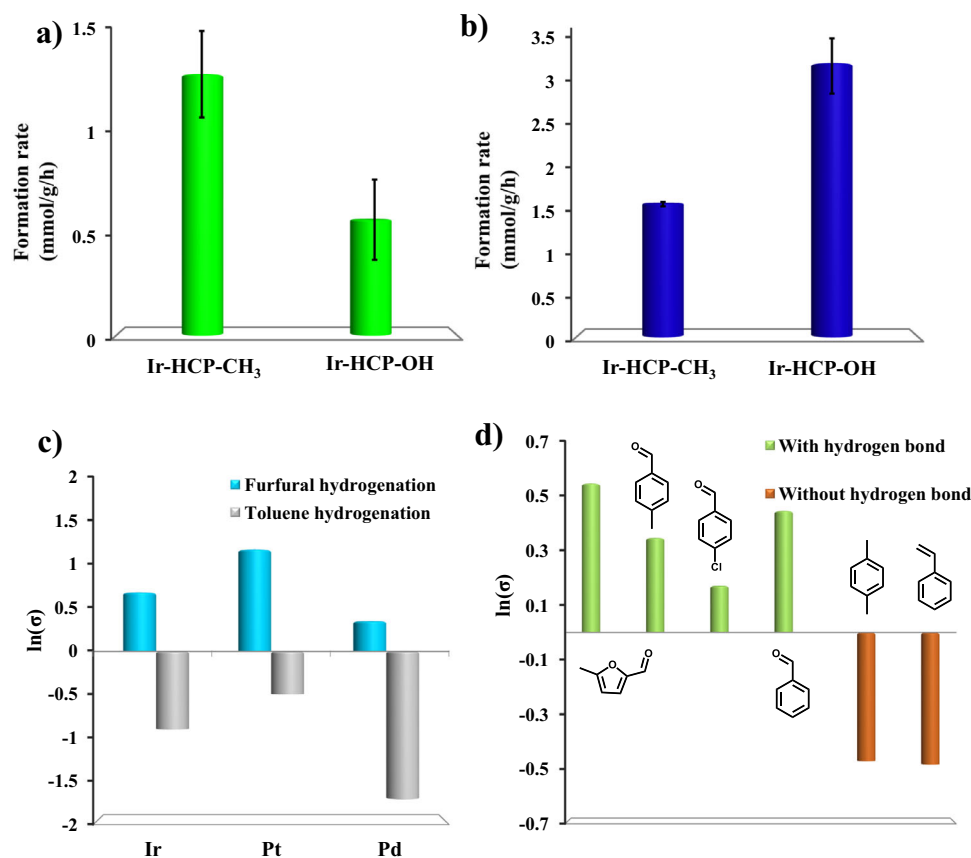 a)
Formation rate
(mmol/g/h)
1.5
1
0.5
0
Ir-HCP-CH₃
Ir-HCP-OH
b)
Formation rate
(mmol/g/h)
3.5
3
2.5
2
1.5
1
0.5
0
Ir-HCP-CH₃
Ir-HCP-OH
c)
ln(σ)
2
1.5
1
0.5
0
-0.5
-1
-1.5
-2
Furfural hydrogenation
Toluene hydrogenation
Ir
Pt
Pd
d)
ln(σ)
0.7
0.5
0.3
0.1
-0.1
-0.3
-0.5
-0.7
With hydrogen bond
Without hydrogen bond
O
O
Cl
O
O
O